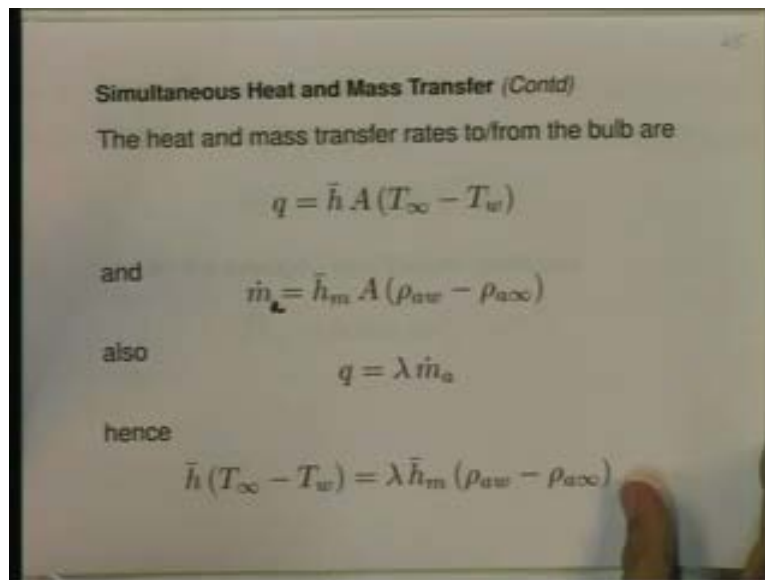 Simultaneous Heat and Mass Transfer (Contd)
The heat and mass transfer rates to/from the bulb are
q = h̄ A (T∞ − Tw)
and
ṁa = h̄m A (ρaw − ρa∞)
also
q = λ ṁa
hence
h̄ (T∞ − Tw) = λ h̄m (ρaw − ρa∞)